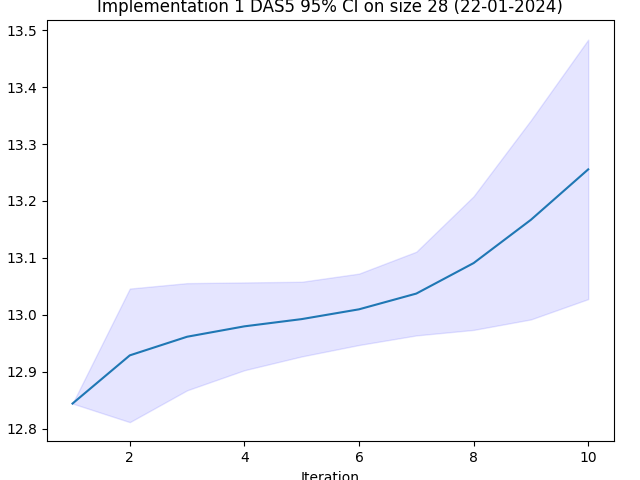 Implementation 1 DAS5 95% CI on size 28 (22-01-2024)
13.5
13.4
13.3
13.2
13.1
13.0
12.9
12.8
2 4 6 8 10
Iteration